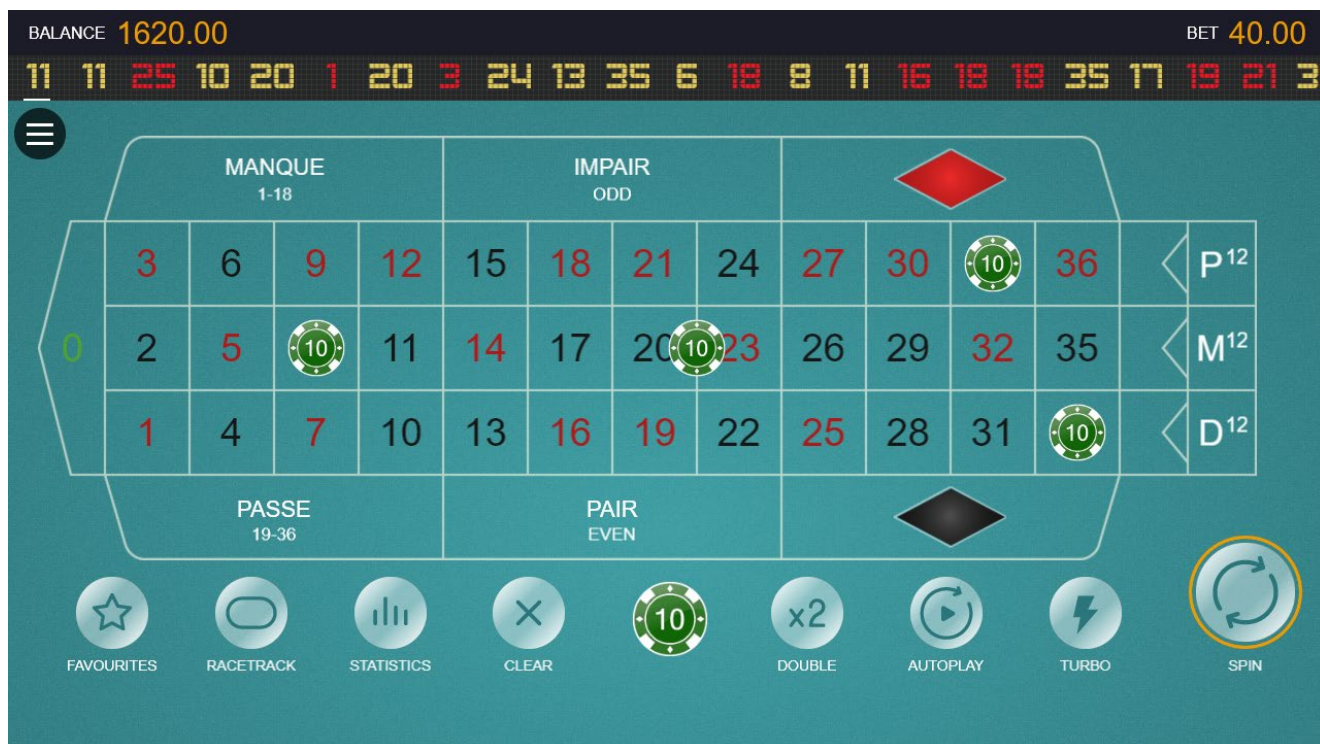 BALANCE 1620.00 BET 40.00
11 11 25 10 20 1 20 3 24 13 35 6 18 8 11 16 18 18 35 17 19 21 3
MANQUE IMPAIR
1-18 ODD
3 6 9 12 15 18 21 24 27 30 10 36 P12
0 2 5 10 11 14 17 20 10 23 26 29 32 35 M12
1 4 7 10 13 16 19 22 25 28 31 10 D12
PASSE PAIR
19-36 EVEN
10 x2
FAVOURITES RACETRACK STATISTICS CLEAR DOUBLE AUTOPLAY TURBO SPIN